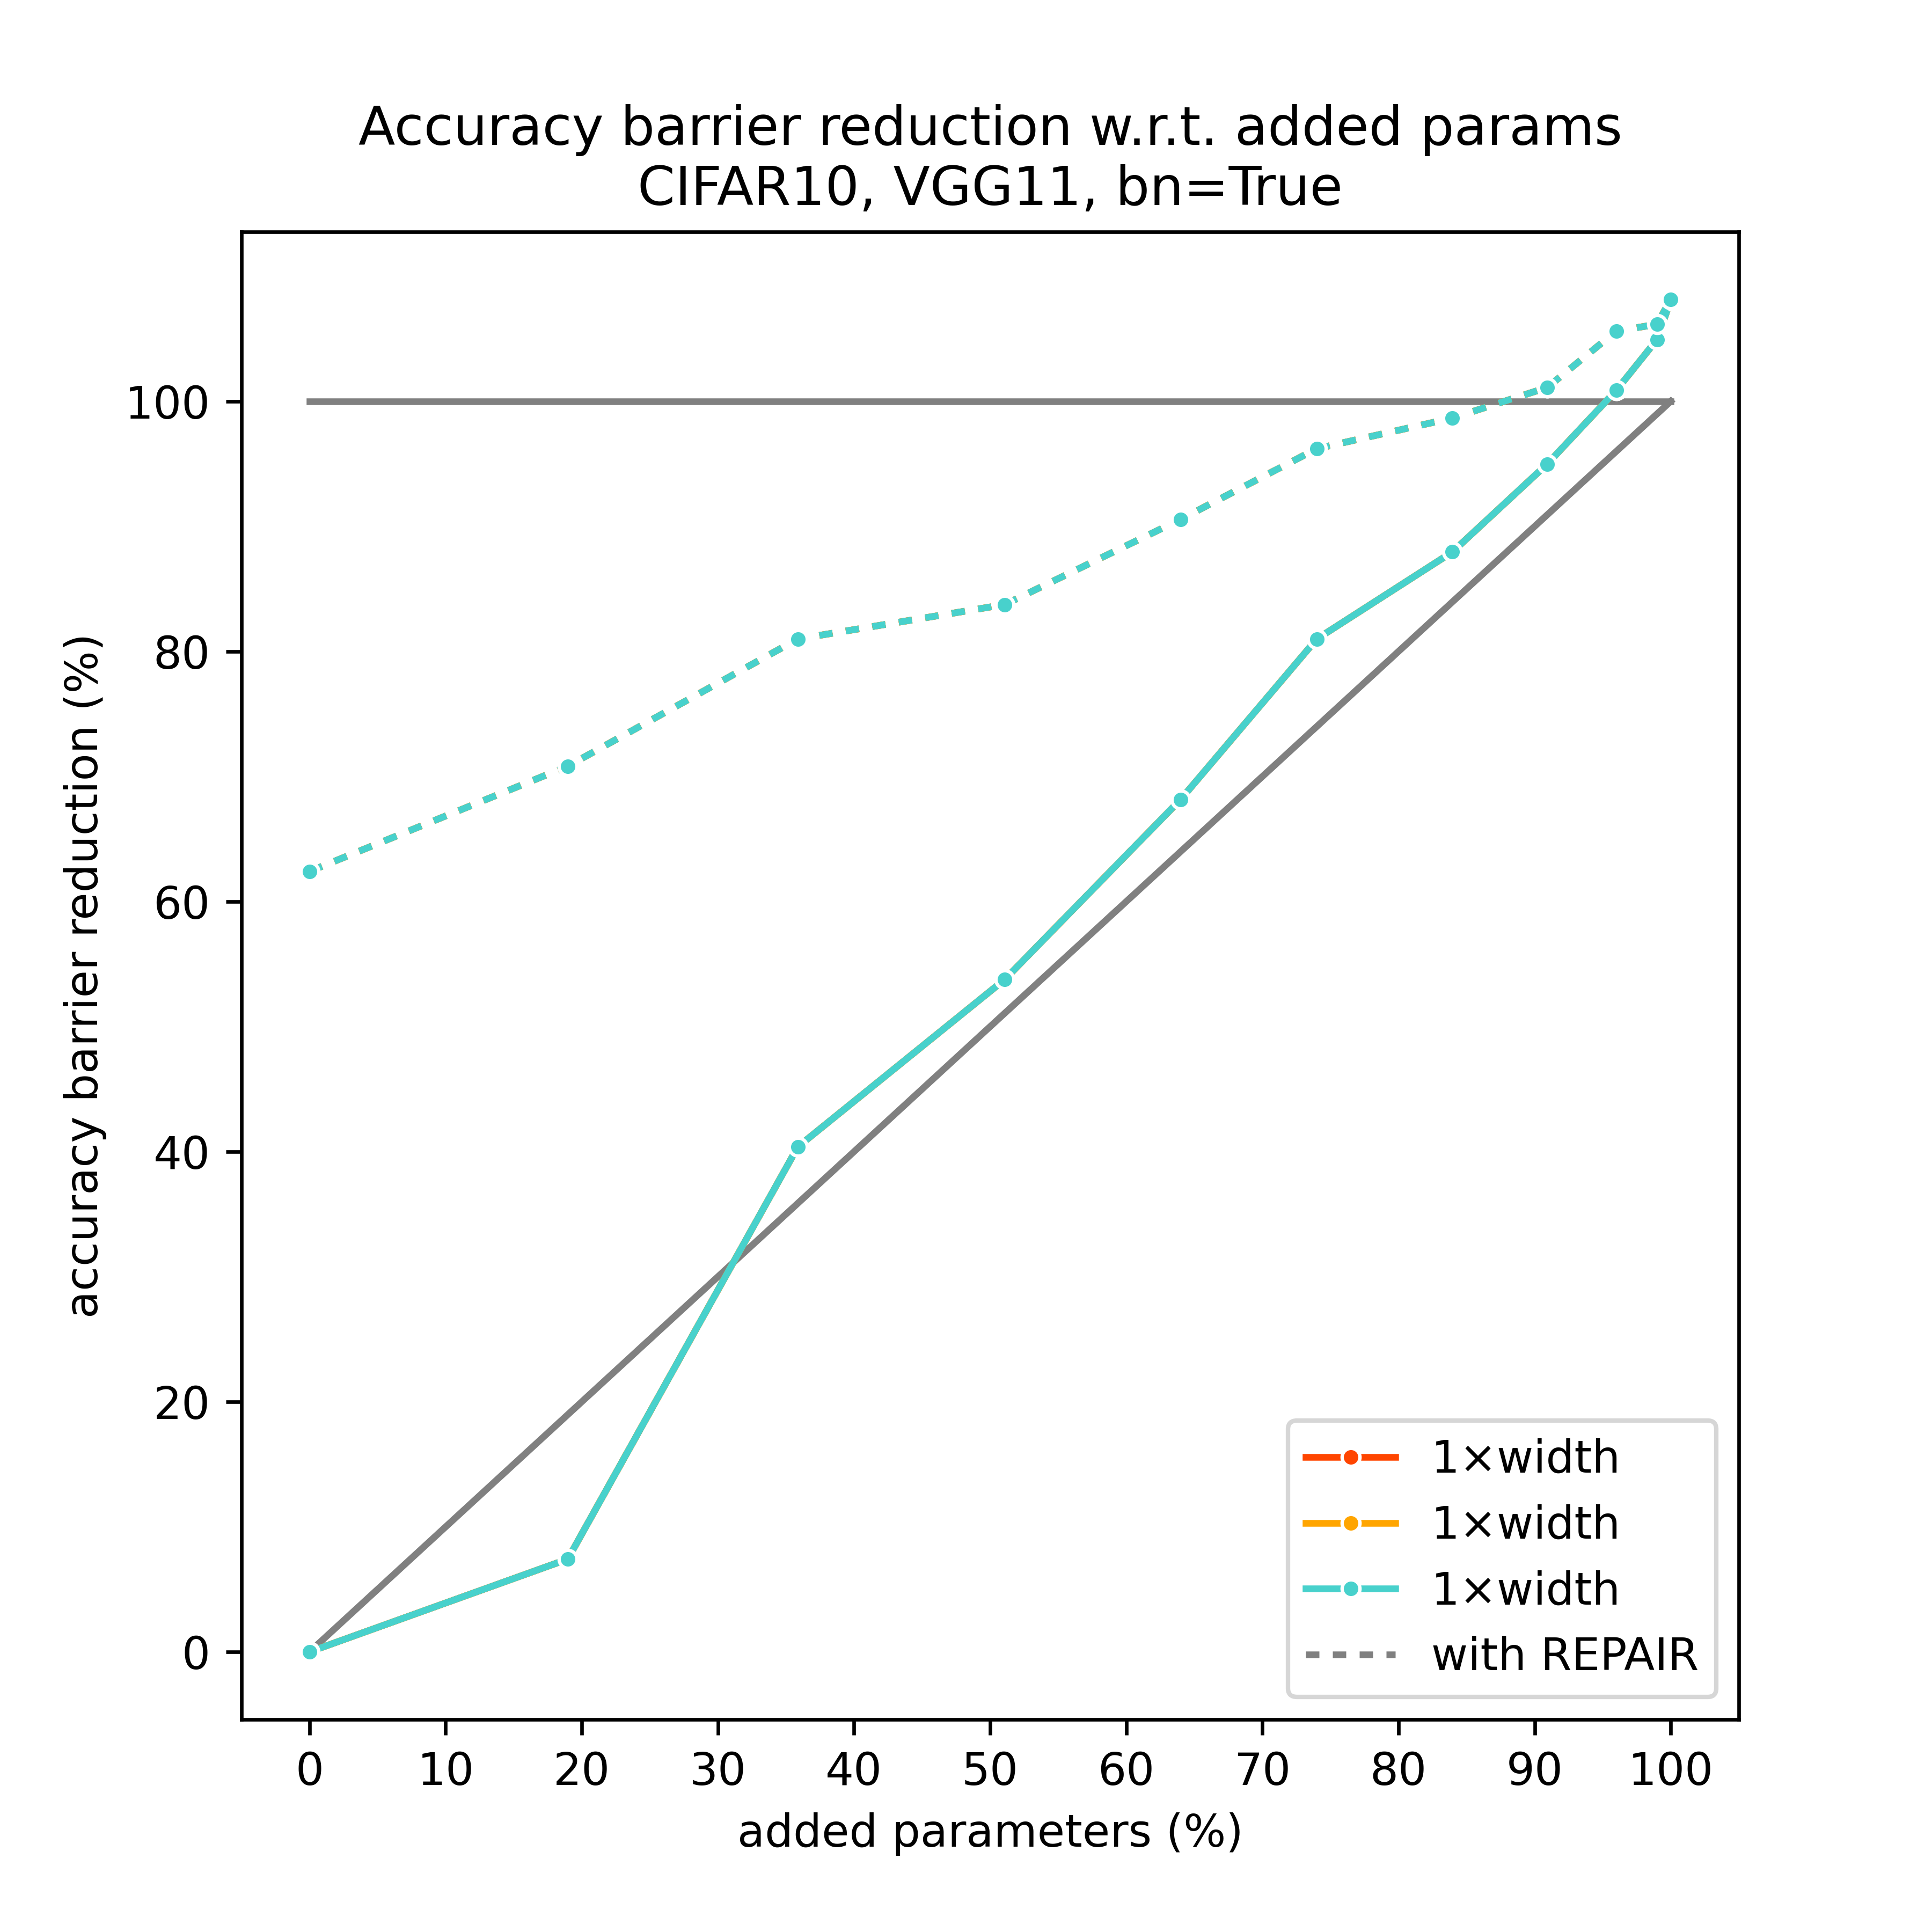 Accuracy barrier reduction w.r.t. added params
CIFAR10, VGG11, bn=True
accuracy barrier reduction (%)
100
80
60
40
20
0
0 10 20 30 40 50 60 70 80 90 100
added parameters (%)
1×width
1×width
1×width
with REPAIR